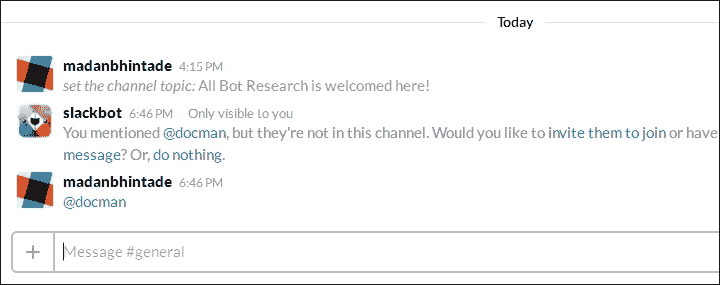 Today
madanbhintade 4:15 PM
set the channel topic: All Bot Research is welcomed here!
slackbot 6:46 PM Only visible to you
You mentioned @docman, but they're not in this channel. Would you like to invite them to join or have
message? Or, do nothing.
madanbhintade 6:46 PM
@docman
+ Message #general